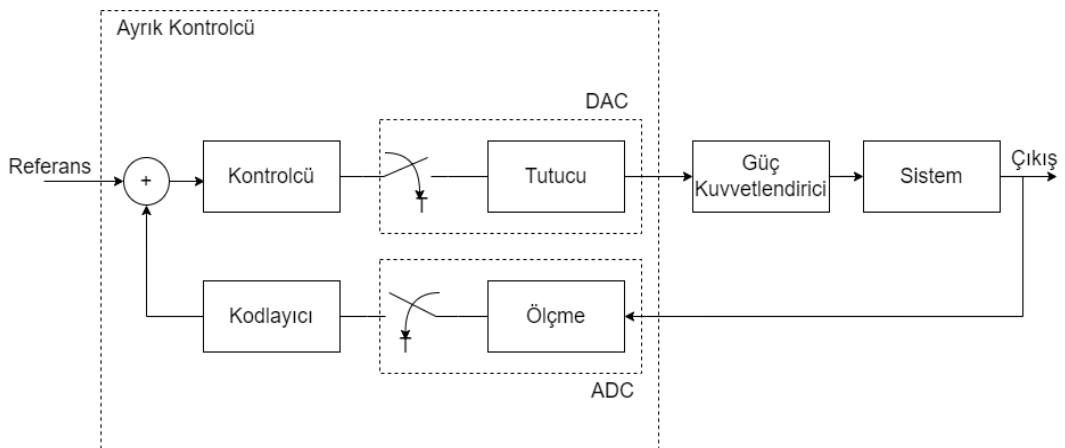 Ayrık Kontrolcü
DAC
Referans
+
Kontrolcü
Tutucu
Güç
Kuvvetlendirici
Sistem
Çıkış
Kodlayıcı
Ölçme
ADC